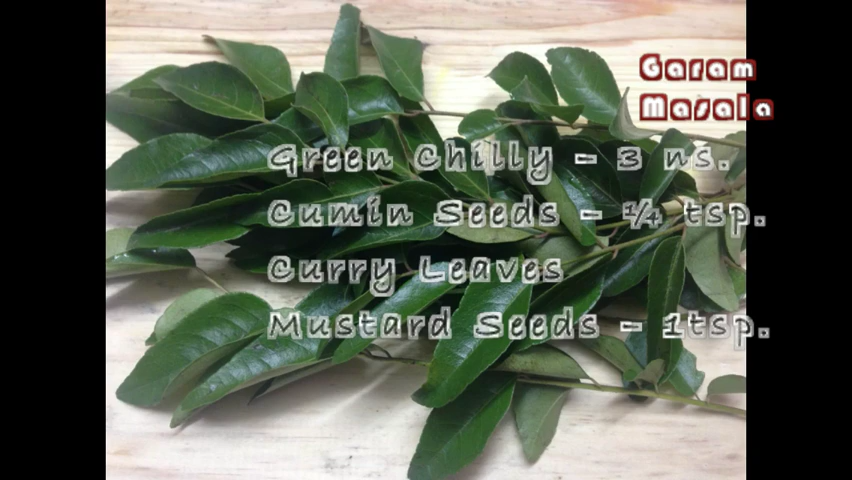 Garam
Masala
Green Chilly - 3 ns.
Cumin Seeds - ¼ tsp.
Curry Leaves
Mustard Seeds - 1tsp.